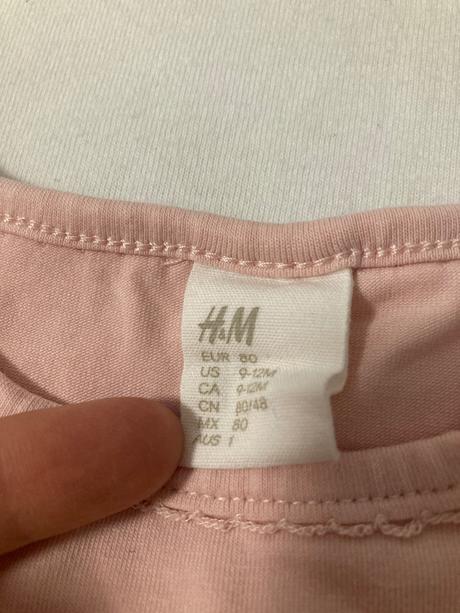 H&M
EUR 80
US 9-12M
CA 9-12M
CN 80/48
MX 80
AUS 1